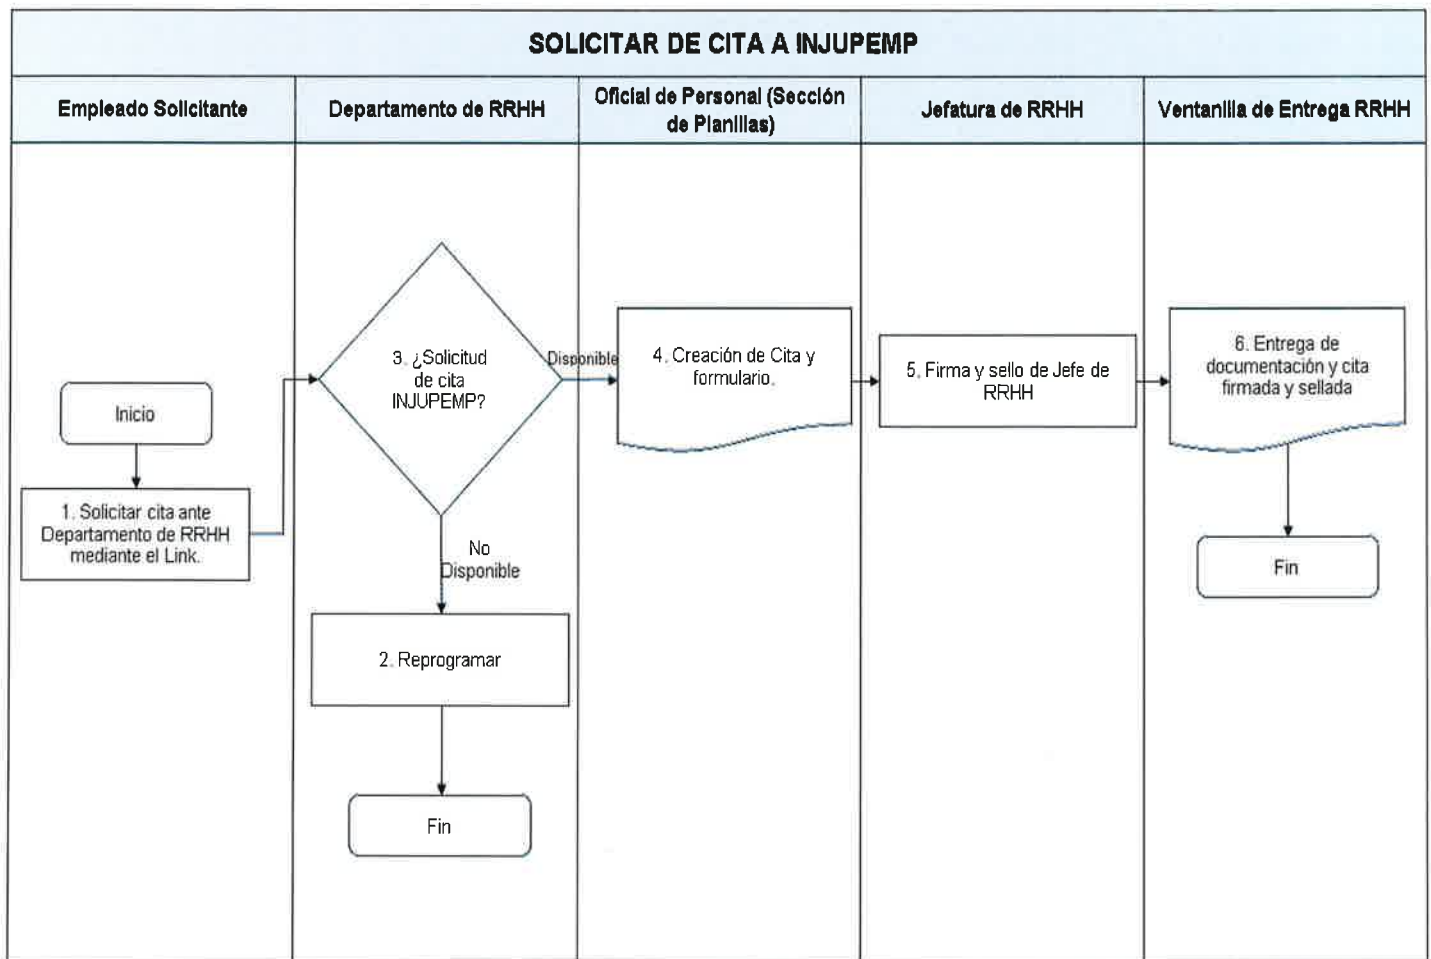 SOLICITAR DE CITA A INJUPEMP
Empleado Solicitante
Departamento de RRHH
Oficial de Personal (Sección
de Planillas)
Jefatura de RRHH
Ventanilla de Entrega RRHH
Inicio
1. Solicitar cita ante
Departamento de RRHH
mediante el Link.
3. ¿Solicitud
de cita
INJUPEMP?
Disponible
No
Disponible
2. Reprogramar
Fin
4. Creación de Cita y
formulario.
5. Firma y sello de Jefe de
RRHH
6. Entrega de
documentación y cita
firmada y sellada
Fin